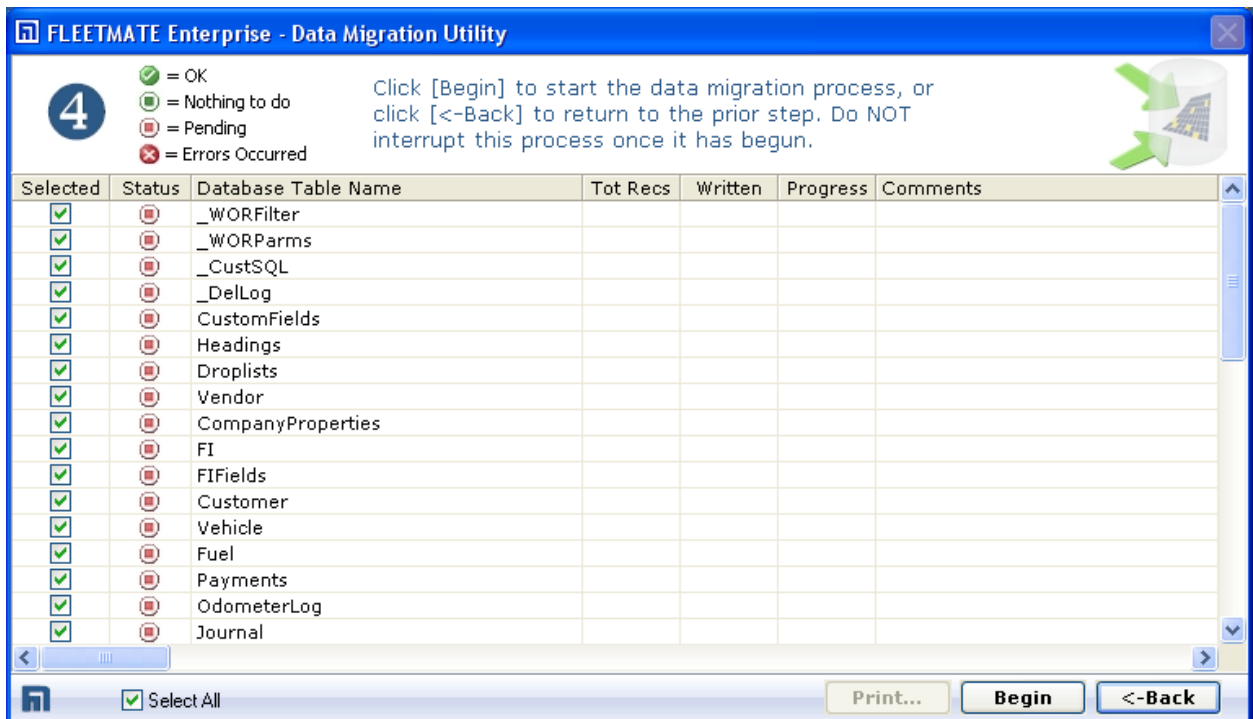 FLEETMATE Enterprise - Data Migration Utility
4
= OK
= Nothing to do
= Pending
= Errors Occurred
Click [Begin] to start the data migration process, or
click [<-Back] to return to the prior step. Do NOT
interrupt this process once it has begun.
Selected Status Database Table Name Tot Recs Written Progress Comments
_WORFilter
_WORParms
_CustSQL
_DelLog
CustomFields
Headings
Droplists
Vendor
CompanyProperties
FI
FIFields
Customer
Vehicle
Fuel
Payments
OdometerLog
Journal
Select All Print... Begin <-Back